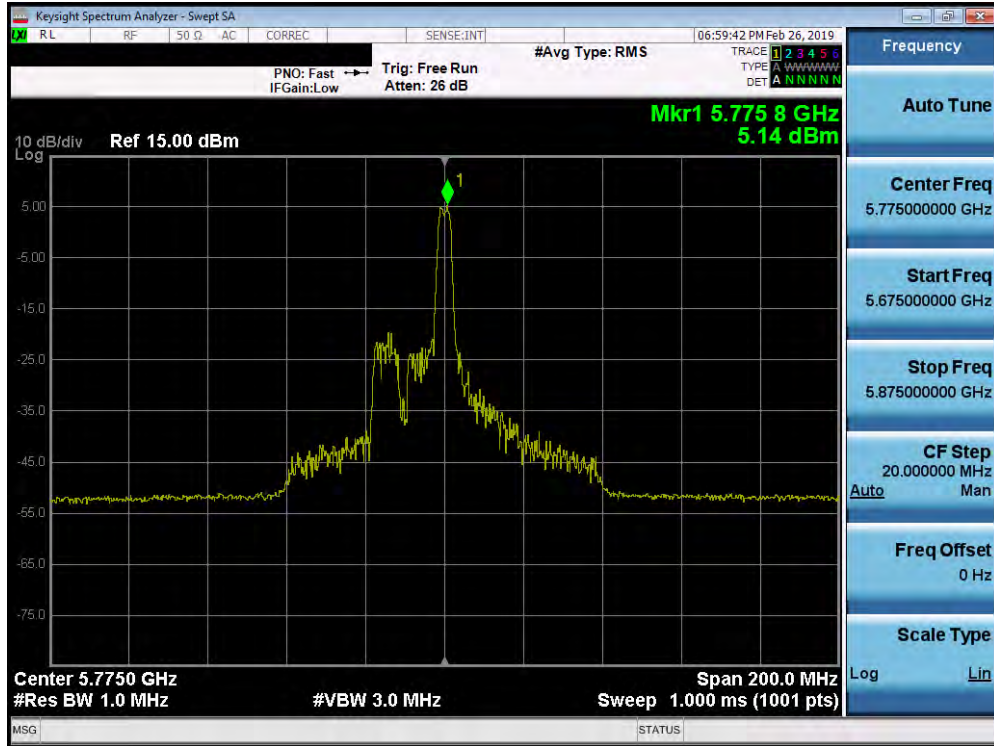 Keysight Spectrum Analyzer - Swept SA
LXI RL RF 50 Ω AC CORREC SENSE:INT 06:59:42 PM Feb 26, 2019
#Avg Type: RMS TRACE 1 2 3 4 5 6
PNO: Fast Trig: Free Run TYPE A WWWWW
IFGain:Low Atten: 26 dB DET A N N N N N
Mkr1 5.775 8 GHz
5.14 dBm
10 dB/div Ref 15.00 dBm
Log
1
5.00
-5.00
-15.0
-25.0
-35.0
-45.0
-55.0
-65.0
-75.0
Center 5.7750 GHz Span 200.0 MHz
#Res BW 1.0 MHz #VBW 3.0 MHz Sweep 1.000 ms (1001 pts)
MSG STATUS
Frequency
Auto Tune
Center Freq
5.775000000 GHz
Start Freq
5.675000000 GHz
Stop Freq
5.875000000 GHz
CF Step
20.000000 MHz
Auto Man
Freq Offset
0 Hz
Scale Type
Log Lin